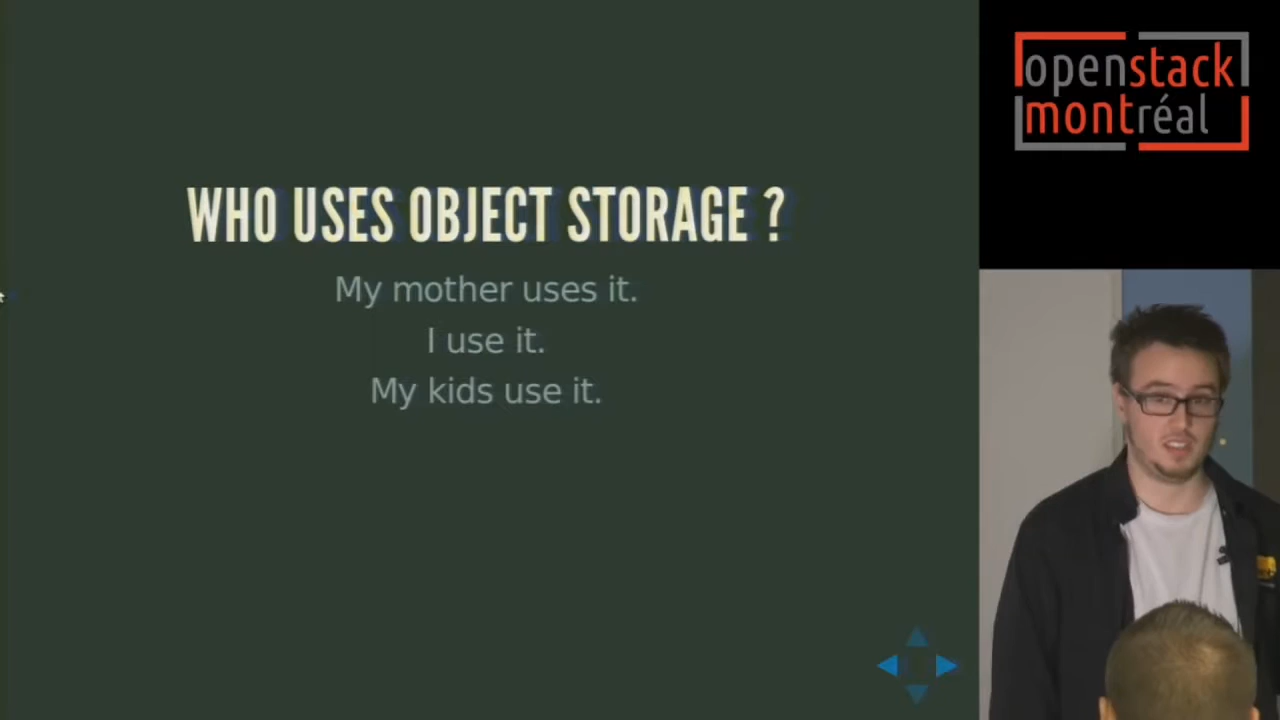 WHO USES OBJECT STORAGE ?
My mother uses it.
I use it.
My kids use it.
openstack
montréal